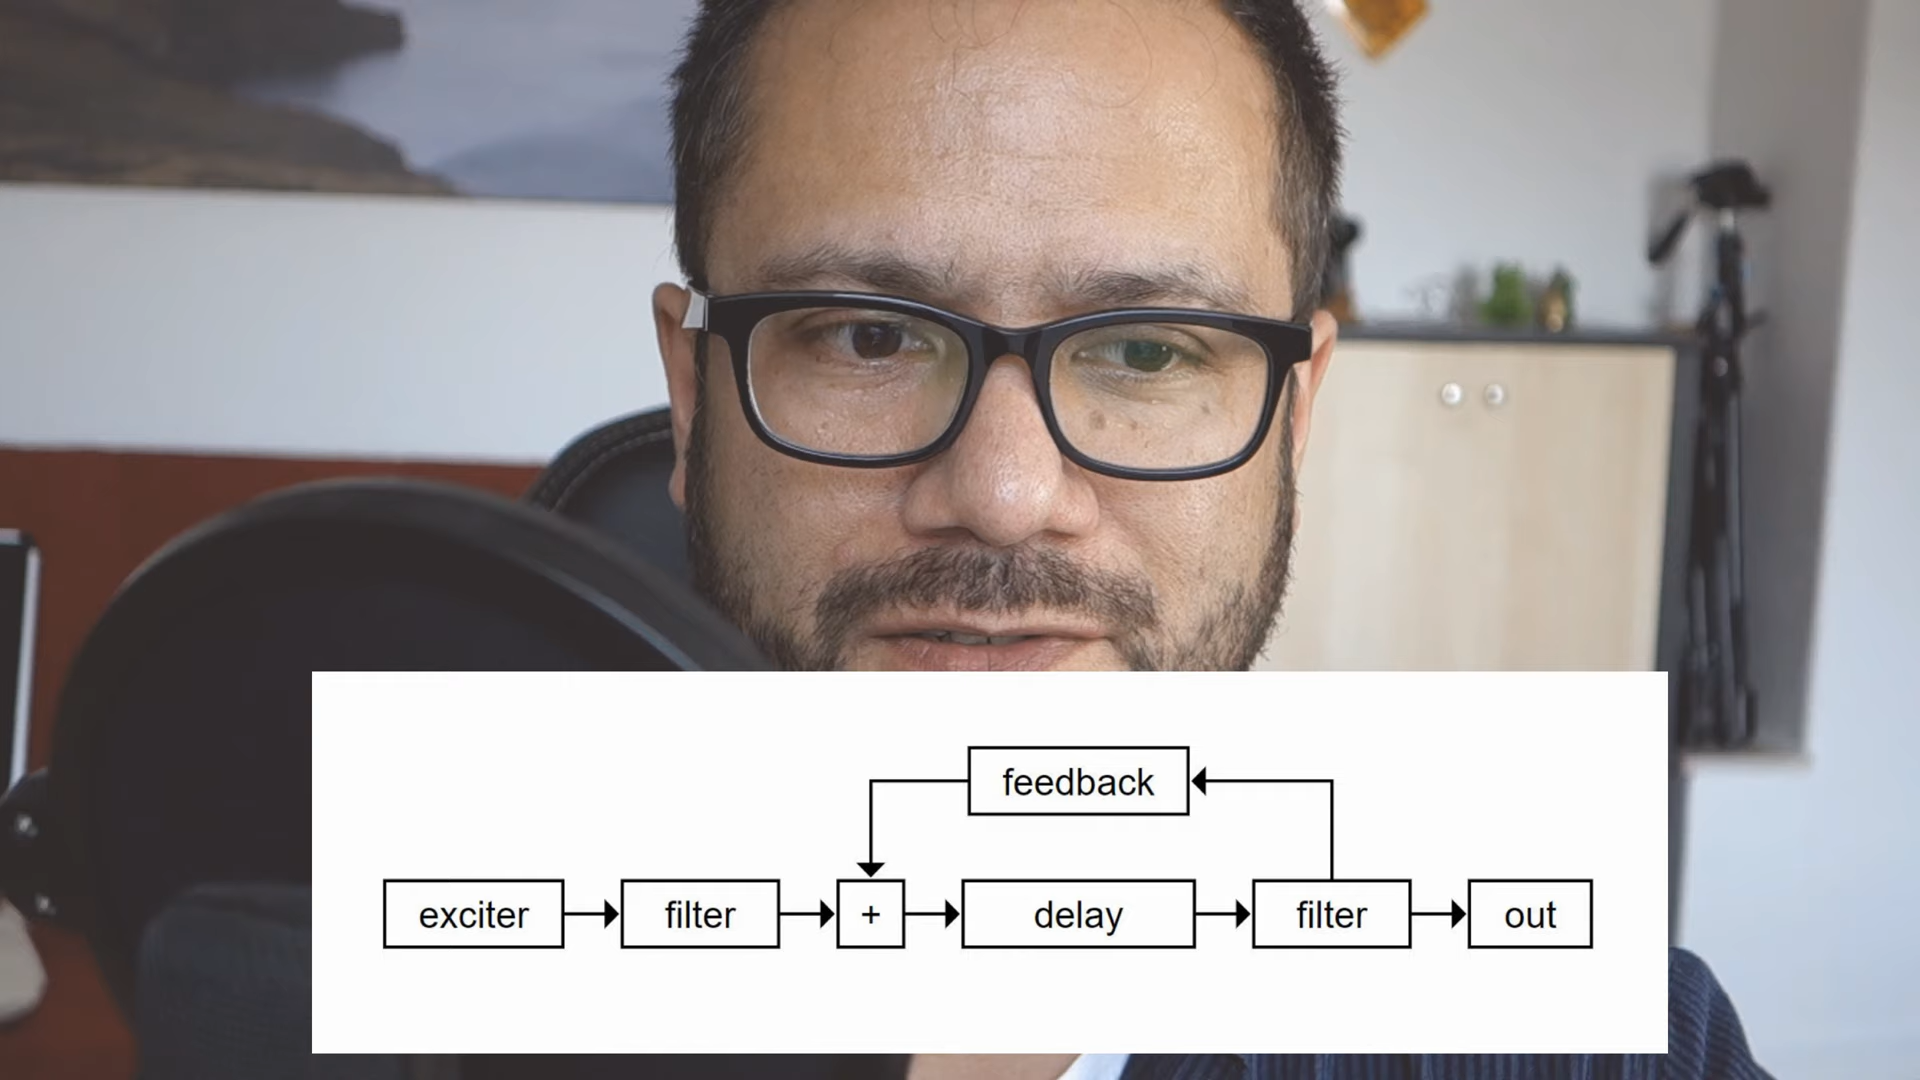 feedback
exciter
filter
+
delay
filter
out